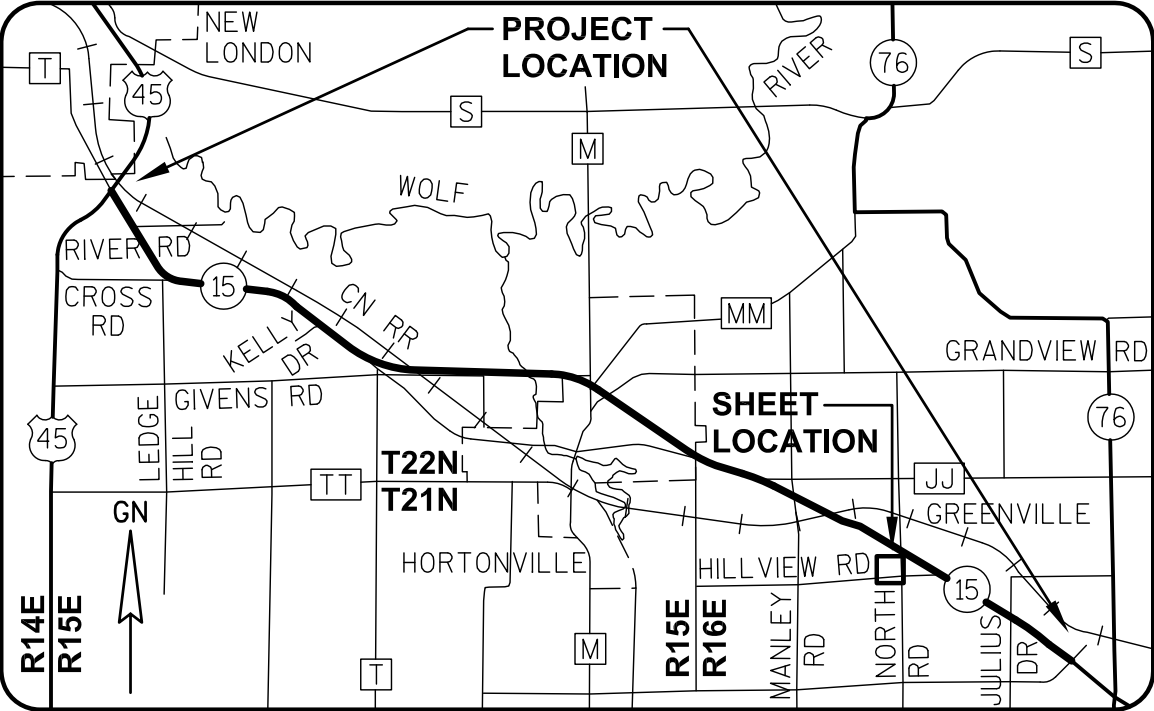 NEW
LONDON
PROJECT
LOCATION
RIVER
76
S
T
45
S
M
WOLF
RIVER RD
15
CROSS
RD
CN RR
MM
KELLY
DR
GRANDVIEW RD
GIVENS RD
SHEET
LOCATION
76
45
LEDGE
HILL
RD
T22N
T21N
TT
JJ
GN
GREENVILLE
HORTONVILLE
HILLVIEW RD
15
R14E
R15E
R15E
R16E
MANLEY
RD
NORTH
RD
JULIUS
DR
M
T